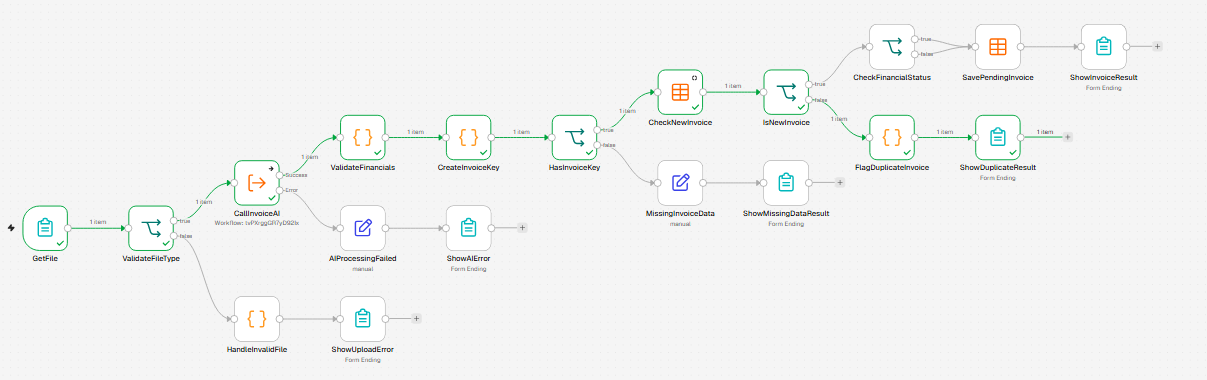 CheckFinancialStatus
true
false
SavePendingInvoice
ShowInvoiceResult
Form Ending
CheckNewInvoice
1 item
IsNewInvoice
true
false
1 item
FlagDuplicateInvoice
1 item
ShowDuplicateResult
Form Ending
1 item
1 item
ValidateFinancials
1 item
CreateInvoiceKey
1 item
HasInvoiceKey
true
false
1 item
MissingInvoiceData
manual
ShowMissingDataResult
Form Ending
CallInvoiceAI
Success
Error
1 item
AIProcessingFailed
manual
ShowAIError
Form Ending
GetFile
1 item
ValidateFileType
true
false
1 item
HandleInvalidFile
ShowUploadError
Form Ending